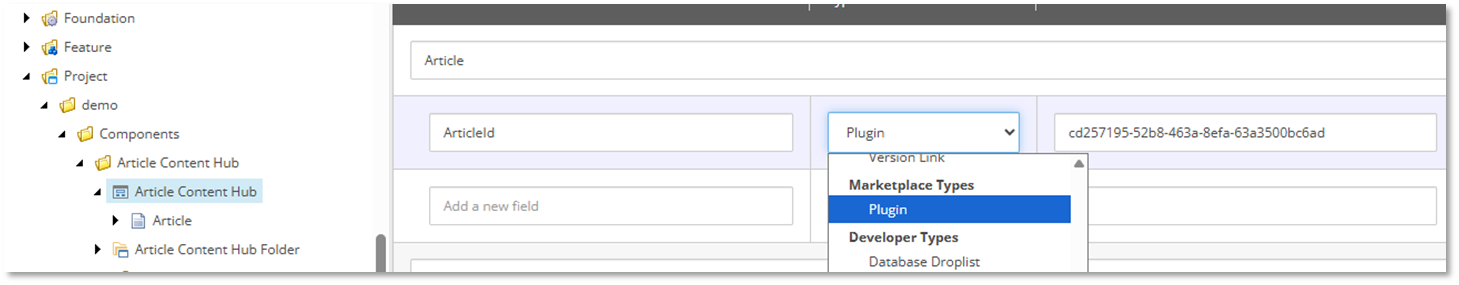 Foundation
Feature
Project
demo
Components
Article Content Hub
Article Content Hub
Article
Article Content Hub Folder
Article
ArticleId
Plugin
cd257195-52b8-463a-8efa-63a3500bc6ad
Version Link
Marketplace Types
Plugin
Add a new field
Developer Types
Database Droplist